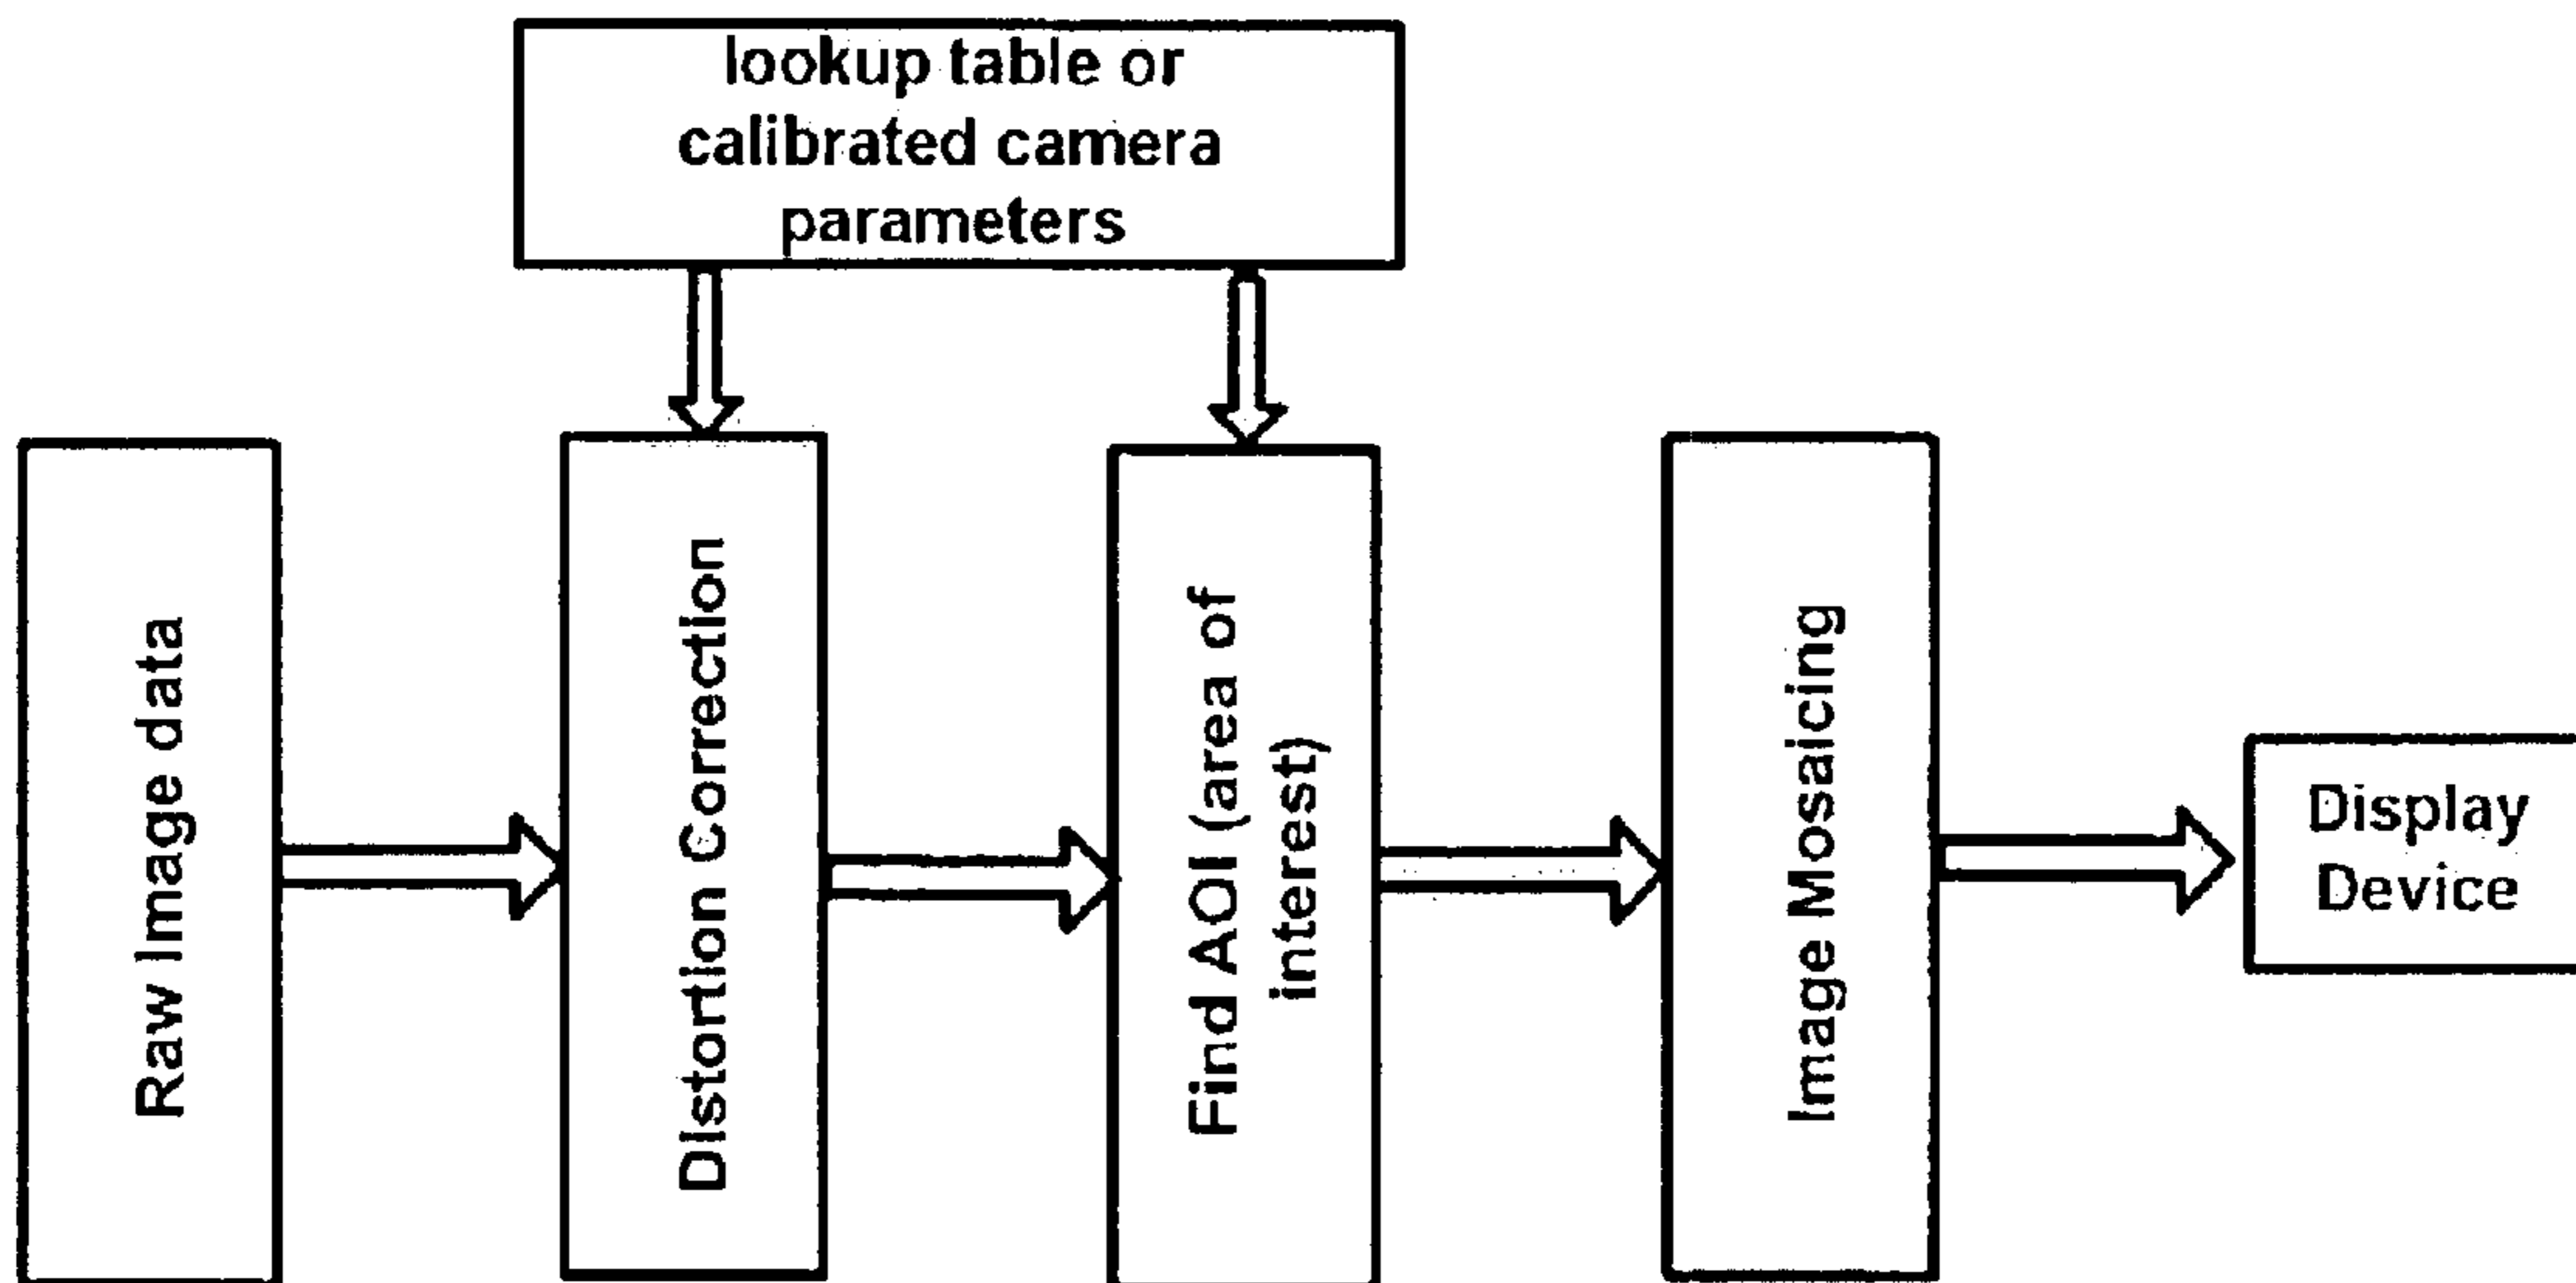 lookup table or
calibrated camera
parameters
Raw Image data
Distortion Correction
Find AOI (area of
interest)
Image Mosaicing
Display
Device